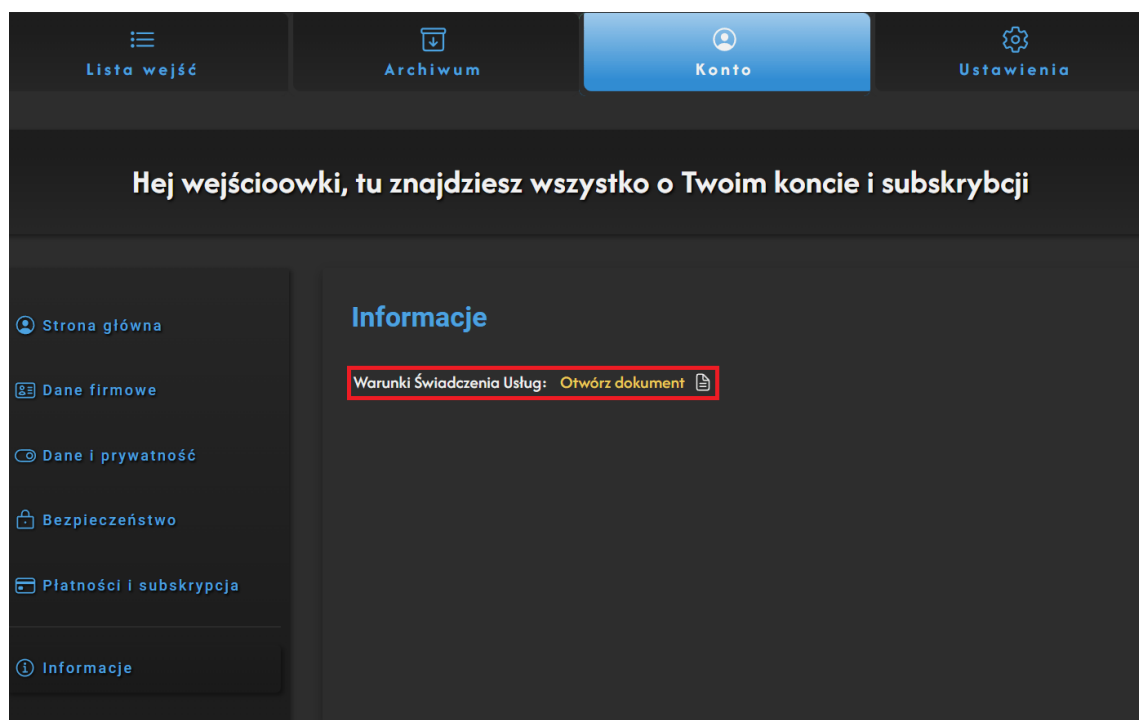 Lista wejść
Archiwum
Konto
Ustawienia
Hej wejścioowki, tu znajdziesz wszystko o Twoim koncie i subskrybcji
Strona główna
Dane firmowe
Dane i prywatność
Bezpieczeństwo
Płatności i subskrypcja
Informacje
Informacje
Warunki Świadczenia Usług: Otwórz dokument